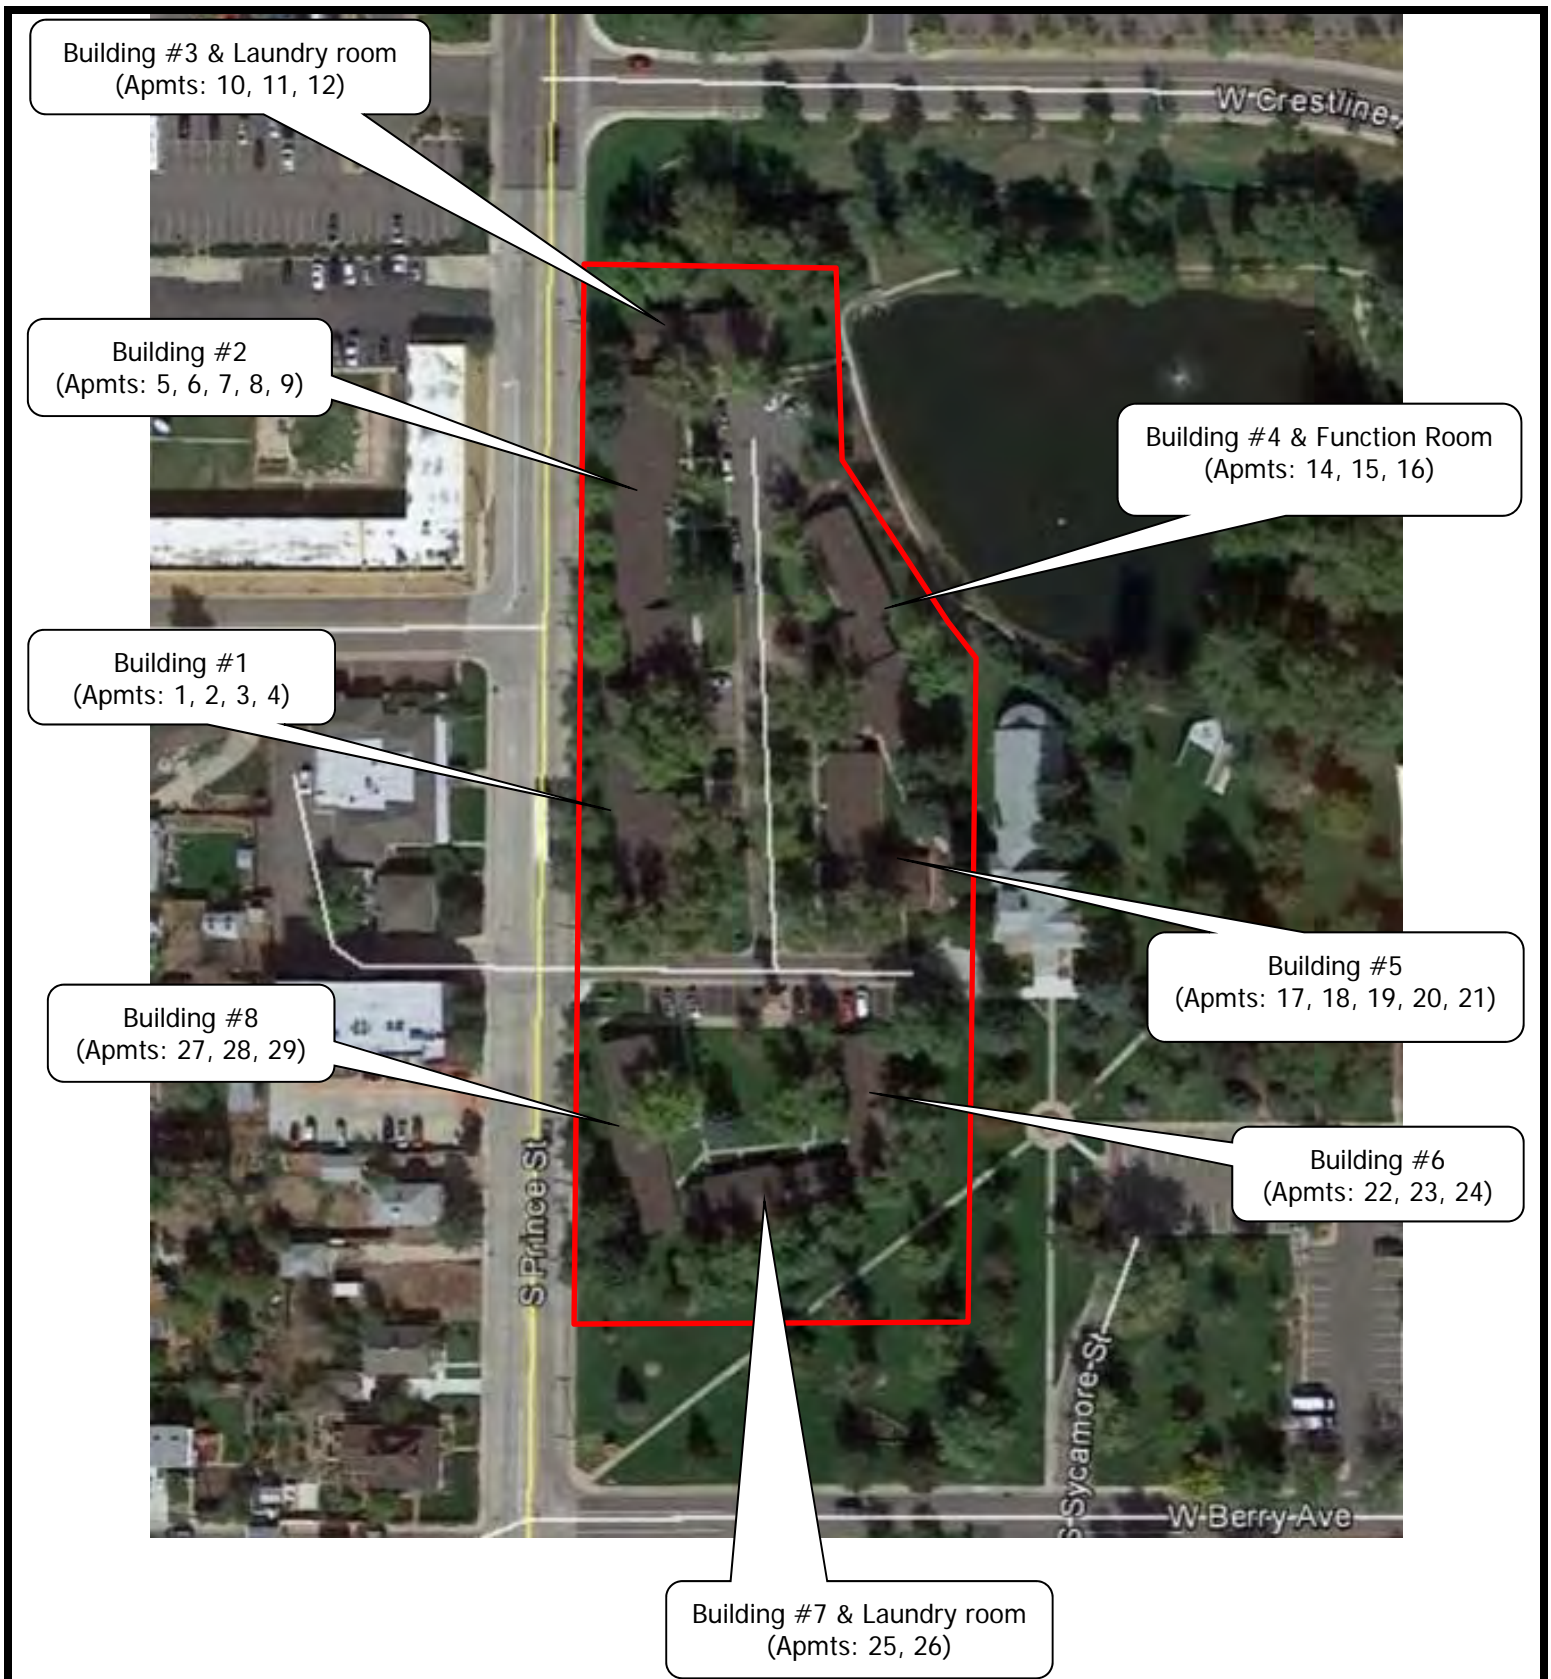 Building #3 & Laundry room
(Apmts: 10, 11, 12)
W Crestline
Building #2
(Apmts: 5, 6, 7, 8, 9)
Building #4 & Function Room
(Apmts: 14, 15, 16)
Building #1
(Apmts: 1, 2, 3, 4)
Building #5
(Apmts: 17, 18, 19, 20, 21)
Building #8
(Apmts: 27, 28, 29)
S Prince St
Building #6
(Apmts: 22, 23, 24)
S Sycamore St
W Berry Ave
Building #7 & Laundry room
(Apmts: 25, 26)